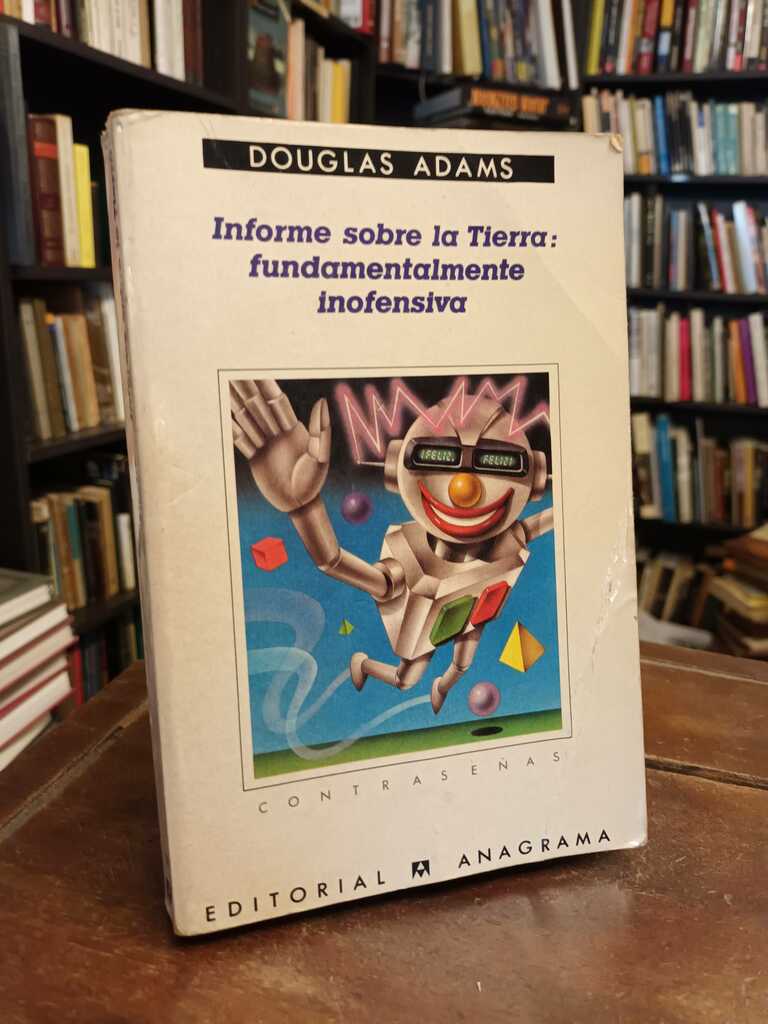 DOUGLAS ADAMS
Informe sobre la Tierra:
fundamentalmente
inofensiva
¡FELIZ,
FELIZ!
CONTRASEÑAS
EDITORIAL ANAGRAMA